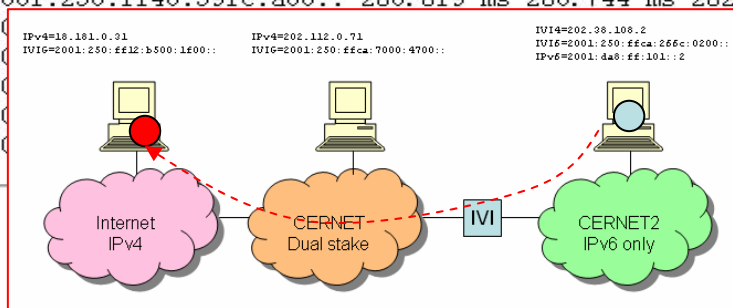 IPv4=18.181.0.31
IVI6=2001:250:ff12:b500:1f00::
IPv4=202.112.0.71
IVI6=2001:250:ffca:7000:4700::
IVI4=202.38.108.2
IVI6=2001:250:ffca:266c:0200::
IPv6=2001:da8:ff:101::2
Internet
IPv4
CERNET
Dual stake
IVI
CERNET2
IPv6 only